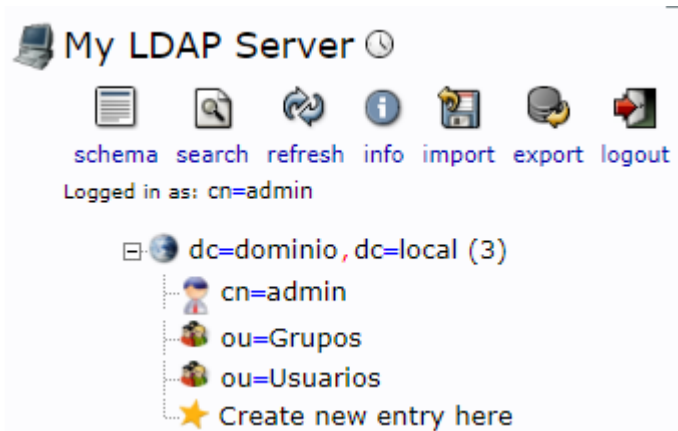 My LDAP Server
schema search refresh info import export logout
Logged in as: cn=admin
dc=dominio,dc=local (3)
cn=admin
ou=Grupos
ou=Usuarios
Create new entry here